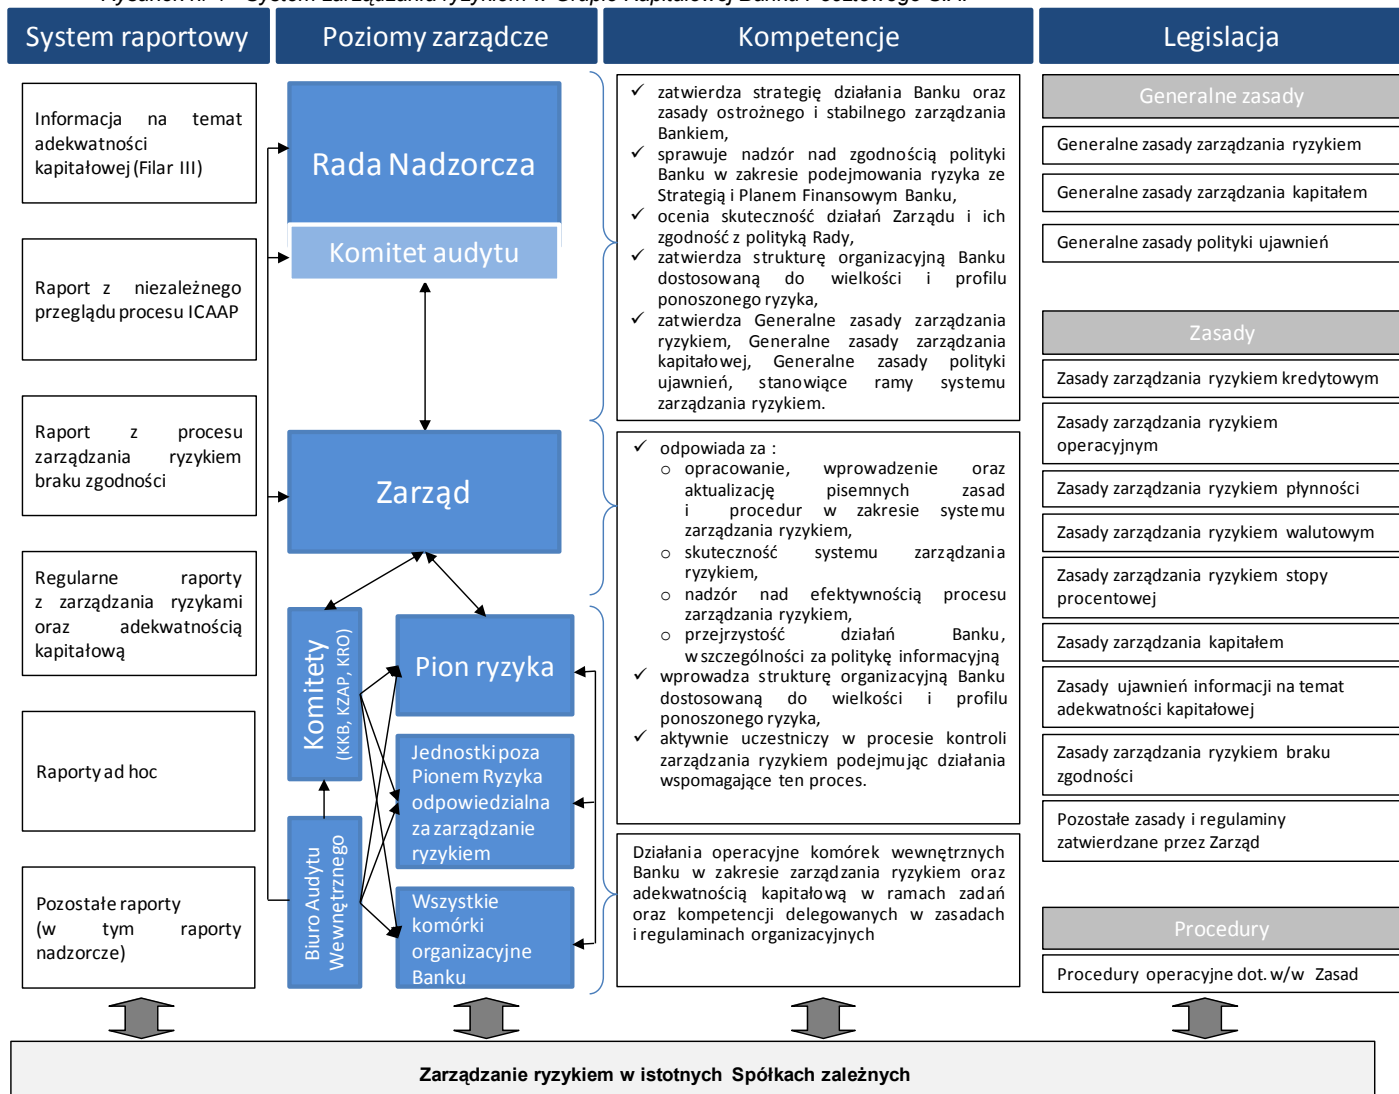 System raportowy
Poziomy zarządcze
Kompetencje
Legislacja
Informacja na temat
adekwatności
kapitałowej (Filar III)
Raport z niezależnego
przeglądu procesu ICAAP
Raport z procesu
zarządzania ryzykiem
braku zgodności
Regularne raporty
z zarządzania ryzykami
oraz adekwatnością
kapitałową
Raporty ad hoc
Pozostałe raporty
(w tym raporty
nadzorcze)
Rada Nadzorcza
Komitet audytu
Zarząd
Komitety
(KKB, KZAP, KRO)
Pion ryzyka
Jednostki poza
Pionem Ryzyka
odpowiedzialna
za zarządzanie
ryzykiem
Biuro Audytu
Wewnętrznego
Wszystkie
komórki
organizacyjne
Banku
✓ zatwierdza strategię działania Banku oraz
zasady ostrożnego i stabilnego zarządzania
Bankiem,
✓ sprawuje nadzór nad zgodnością polityki
Banku w zakresie podejmowania ryzyka ze
Strategią i Planem Finansowym Banku,
✓ ocenia skuteczność działań Zarządu i ich
zgodność z polityką Rady,
✓ zatwierdza strukturę organizacyjną Banku
dostosowaną do wielkości i profilu
ponoszonego ryzyka,
✓ zatwierdza Generalne zasady zarządzania
ryzykiem, Generalne zasady zarządzania
kapitałowej, Generalne zasady polityki
ujawnień, stanowiące ramy systemu
zarządzania ryzykiem.
✓ odpowiada za :
o opracowanie, wprowadzenie oraz
aktualizację pisemnych zasad
i procedur w zakresie systemu
zarządzania ryzykiem,
o skuteczność systemu zarządzania
ryzykiem,
o nadzór nad efektywnością procesu
zarządzania ryzykiem,
o przejrzystość działań Banku,
w szczególności za politykę informacyjną
✓ wprowadza strukturę organizacyjną Banku
dostosowaną do wielkości i profilu
ponoszonego ryzyka,
✓ aktywnie uczestniczy w procesie kontroli
zarządzania ryzykiem podejmując działania
wspomagające ten proces.
Działania operacyjne komórek wewnętrznych
Banku w zakresie zarządzania ryzykiem oraz
adekwatnością kapitałową w ramach zadań
oraz kompetencji delegowanych w zasadach
i regulaminach organizacyjnych
Generalne zasady
Generalne zasady zarządzania ryzykiem
Generalne zasady zarządzania kapitałem
Generalne zasady polityki ujawnień
Zasady
Zasady zarządzania ryzykiem kredytowym
Zasady zarządzania ryzykiem
operacyjnym
Zasady zarządzania ryzykiem płynności
Zasady zarządzania ryzykiem walutowym
Zasady zarządzania ryzykiem stopy
procentowej
Zasady zarządzania kapitałem
Zasady ujawnień informacji na temat
adekwatności kapitałowej
Zasady zarządzania ryzykiem braku
zgodności
Pozostałe zasady i regulaminy
zatwierdzane przez Zarząd
Procedury
Procedury operacyjne dot. w/w Zasad
Zarządzanie ryzykiem w istotnych Spółkach zależnych